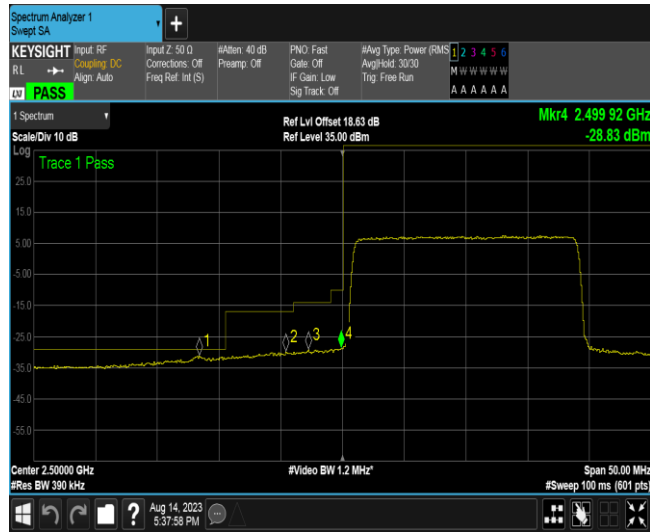 Spectrum Analyzer 1
Swept SA
+
KEYSIGHT Input: RF Input Z: 50 Ω #Atten: 40 dB PNO: Fast #Avg Type: Power (RMS 1 2 3 4 5 6
RL Coupling: DC Corrections: Off Preamp: Off Gate: Off Avg|Hold: 30/30 M W W W W W
Align: Auto Freq Ref: Int (S) IF Gain: Low Trig: Free Run
LXI PASS Sig Track: Off A A A A A A
1 Spectrum Ref Lvl Offset 18.63 dB Mkr4 2.499 92 GHz
Scale/Div 10 dB Ref Level 35.00 dBm -28.83 dBm
Log
Trace 1 Pass
25.0
15.0
5.00
-5.00
-15.0
-25.0
1 2 3 4
-35.0
-45.0
-55.0
Center 2.50000 GHz #Video BW 1.2 MHz* Span 50.00 MHz
#Res BW 390 kHz #Sweep 100 ms (601 pts)
? Aug 14, 2023
5:37:58 PM